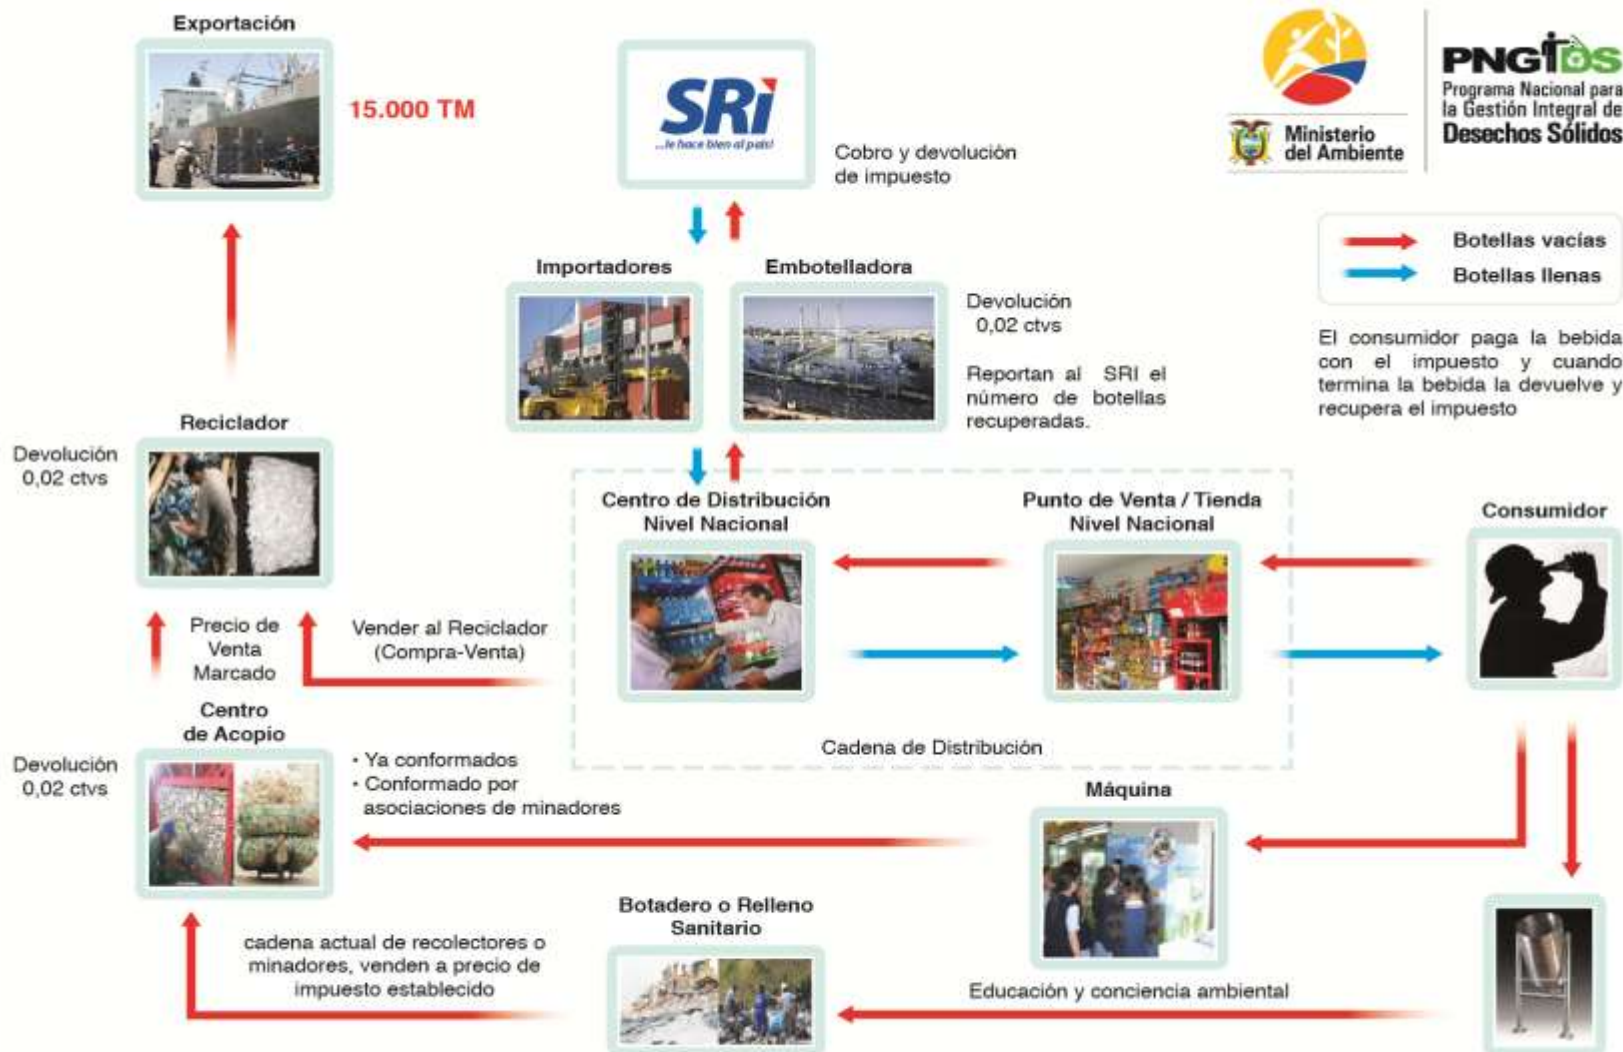 Exportación
15.000 TM
SRi
...le hace bien al país!
Cobro y devolución
de impuesto
Ministerio
del Ambiente
PNGIDS
Programa Nacional para
la Gestión Integral de
Desechos Sólidos
Botellas vacías
Botellas llenas
El consumidor paga la bebida
con el impuesto y cuando
termina la bebida la devuelve y
recupera el impuesto
Importadores
Embotelladora
Devolución
0,02 ctvs
Reportan al SRI el
número de botellas
recuperadas.
Reciclador
Devolución
0,02 ctvs
Centro de Distribución
Nivel Nacional
Punto de Venta / Tienda
Nivel Nacional
Consumidor
Precio de
Venta
Marcado
Vender al Reciclador
(Compra-Venta)
Cadena de Distribución
Centro
de Acopio
Devolución
0,02 ctvs
• Ya conformados
• Conformado por
asociaciones de minadores
Máquina
Botadero o Relleno
Sanitario
cadena actual de recolectores o
minadores, venden a precio de
impuesto establecido
Educación y conciencia ambiental